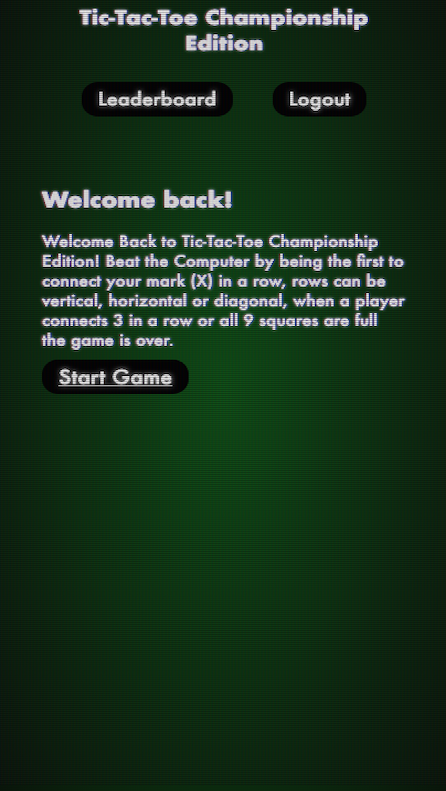 Tic-Tac-Toe Championship
Edition
Leaderboard
Logout
Welcome back!
Welcome Back to Tic-Tac-Toe Championship
Edition! Beat the Computer by being the first to
connect your mark (X) in a row, rows can be
vertical, horizontal or diagonal, when a player
connects 3 in a row or all 9 squares are full
the game is over.
Start Game